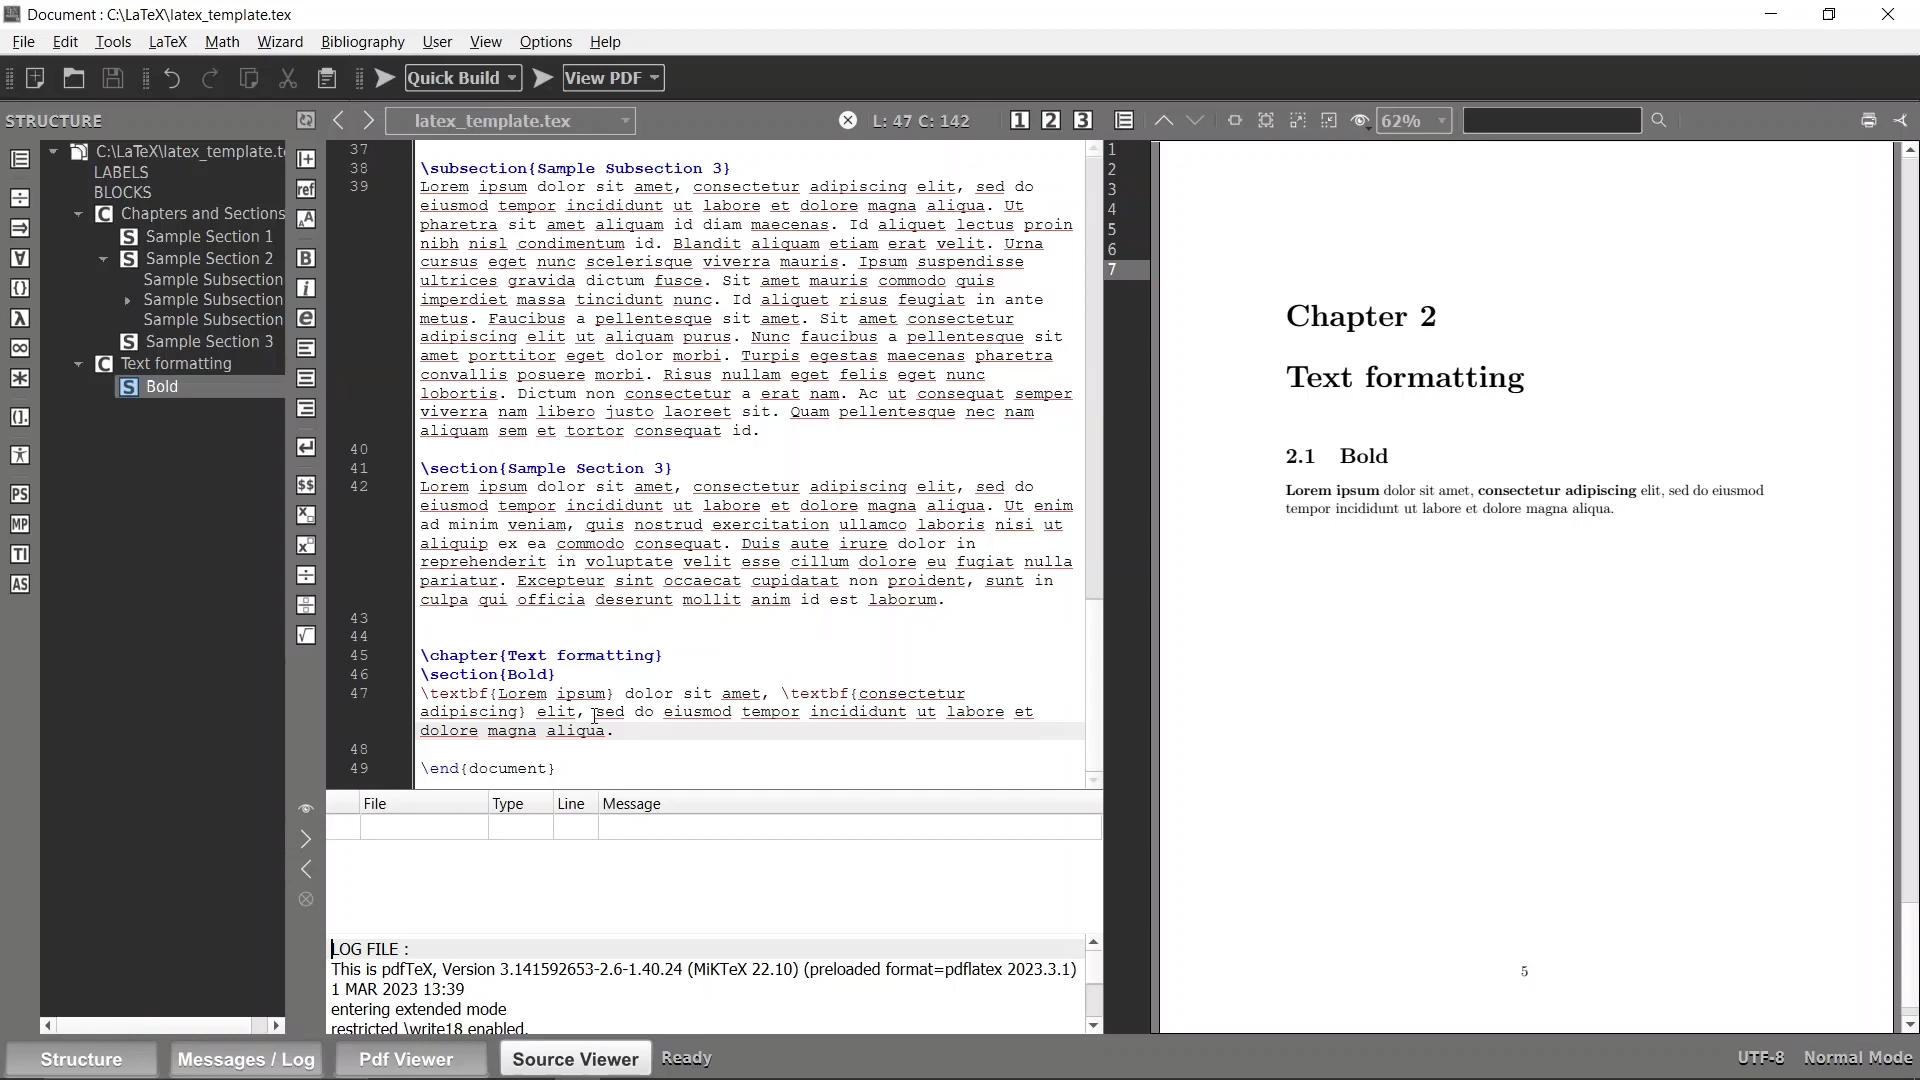 Document : C:\LaTeX\latex_template.tex
File Edit Tools LaTeX Math Wizard Bibliography User View Options Help
Quick Build View PDF
STRUCTURE
latex_template.tex
L: 47 C: 142
1 2 3
62%
C:\LaTeX\latex_template.t
LABELS
BLOCKS
C Chapters and Sections
S Sample Section 1
S Sample Section 2
Sample Subsection
Sample Subsection
Sample Subsection
S Sample Section 3
C Text formatting
S Bold
ref
B
i
e
$$
PS
MP
TI
AS
37
38 \subsection{Sample Subsection 3}
39 Lorem ipsum dolor sit amet, consectetur adipiscing elit, sed do
eiusmod tempor incididunt ut labore et dolore magna aliqua. Ut
pharetra sit amet aliquam id diam maecenas. Id aliquet lectus proin
nibh nisl condimentum id. Blandit aliquam etiam erat velit. Urna
cursus eget nunc scelerisque viverra mauris. Ipsum suspendisse
ultrices gravida dictum fusce. Sit amet mauris commodo quis
imperdiet massa tincidunt nunc. Id aliquet risus feugiat in ante
metus. Faucibus a pellentesque sit amet. Sit amet consectetur
adipiscing elit ut aliquam purus. Nunc faucibus a pellentesque sit
amet porttitor eget dolor morbi. Turpis egestas maecenas pharetra
convallis posuere morbi. Risus nullam eget felis eget nunc
lobortis. Dictum non consectetur a erat nam. Ac ut consequat semper
viverra nam libero justo laoreet sit. Quam pellentesque nec nam
aliquam sem et tortor consequat id.
40
41 \section{Sample Section 3}
42 Lorem ipsum dolor sit amet, consectetur adipiscing elit, sed do
eiusmod tempor incididunt ut labore et dolore magna aliqua. Ut enim
ad minim veniam, quis nostrud exercitation ullamco laboris nisi ut
aliquip ex ea commodo consequat. Duis aute irure dolor in
reprehenderit in voluptate velit esse cillum dolore eu fugiat nulla
pariatur. Excepteur sint occaecat cupidatat non proident, sunt in
culpa qui officia deserunt mollit anim id est laborum.
43
44
45 \chapter{Text formatting}
46 \section{Bold}
47 \textbf{Lorem ipsum} dolor sit amet, \textbf{consectetur
adipiscing} elit, sed do eiusmod tempor incididunt ut labore et
dolore magna aliqua.
48
49 \end{document}
File Type Line Message
LOG FILE :
This is pdfTeX, Version 3.141592653-2.6-1.40.24 (MiKTeX 22.10) (preloaded format=pdflatex 2023.3.1)
1 MAR 2023 13:39
entering extended mode
restricted \write18 enabled.
1
2
3
4
5
6
7
Chapter 2
Text formatting
2.1 Bold
Lorem ipsum dolor sit amet, consectetur adipiscing elit, sed do eiusmod
tempor incididunt ut labore et dolore magna aliqua.
5
Structure Messages / Log Pdf Viewer Source Viewer Ready
UTF-8 Normal Mode